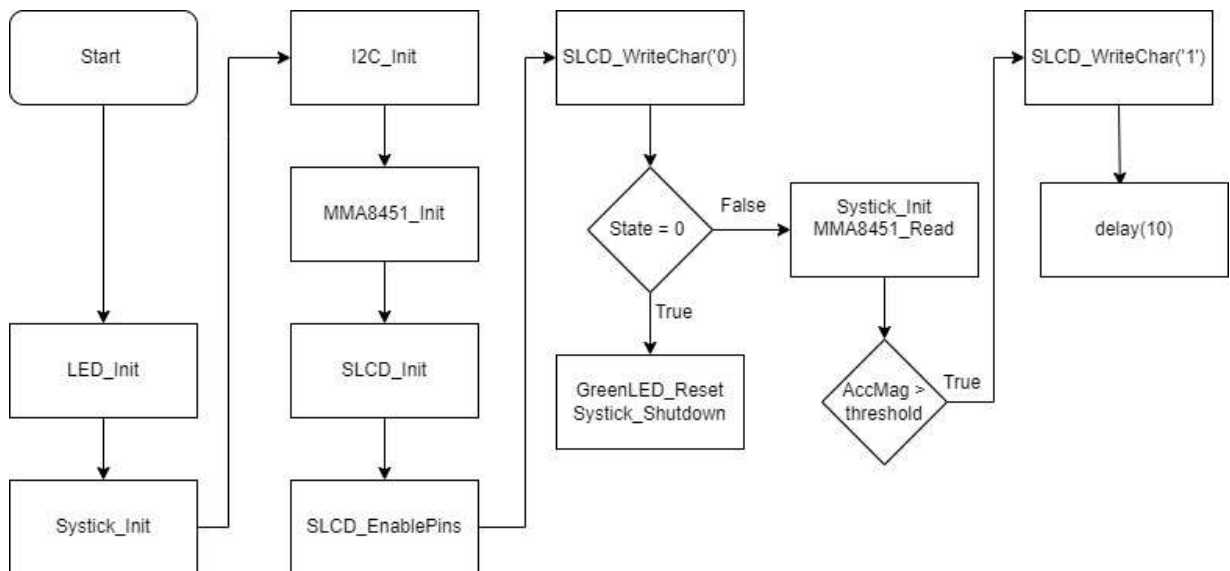 Start
LED_Init
Systick_Init
I2C_Init
MMA8451_Init
SLCD_Init
SLCD_EnablePins
SLCD_WriteChar('0')
State = 0
True
GreenLED_Reset
Systick_Shutdown
False
Systick_Init
MMA8451_Read
AccMag >
threshold
True
SLCD_WriteChar('1')
delay(10)